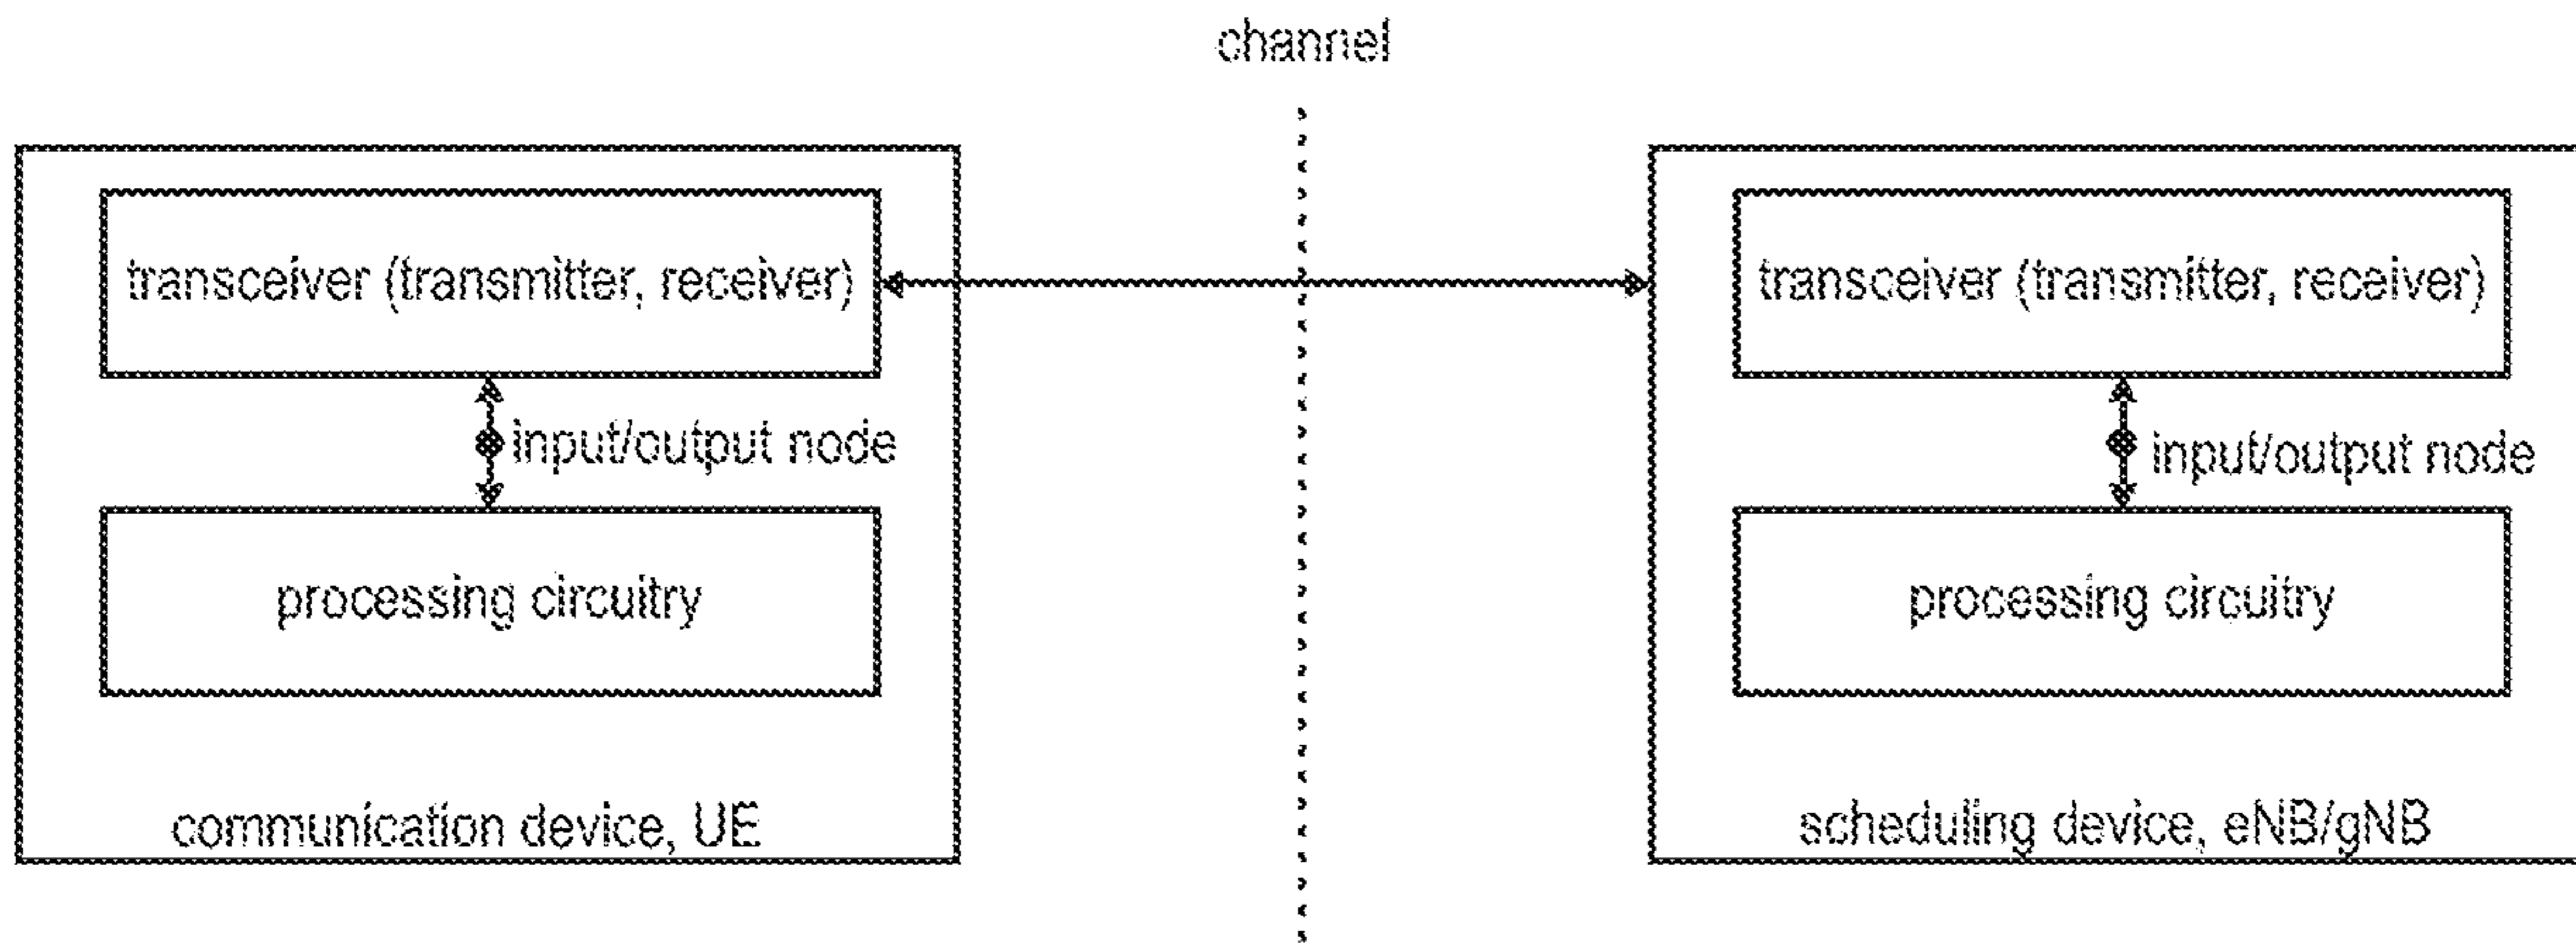 channel
transceiver (transmitter, receiver)
input/output node
processing circuitry
communication device, UE
transceiver (transmitter, receiver)
input/output node
processing circuitry
scheduling device, eNB/gNB